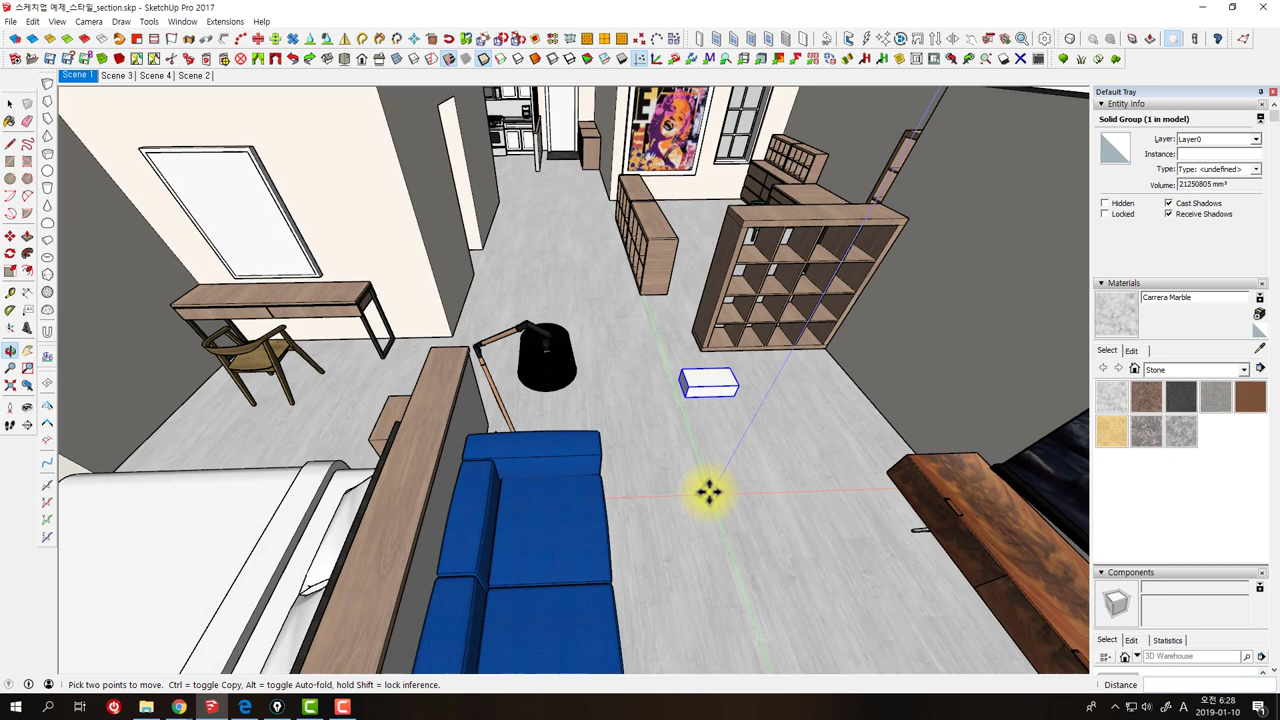 스케치업 예제_스타일_section.skp - SketchUp Pro 2017
File Edit View Camera Draw Tools Window Extensions Help
Scene 1 Scene 3 Scene 4 Scene 2
Default Tray
Entity Info
Solid Group (1 in model)
Layer: Layer0
Instance:
Type: Type: <undefined>
Volume: 21250805 mm³
Hidden Cast Shadows
Locked Receive Shadows
Materials
Carrera Marble
Select Edit
Stone
Components
Select Edit Statistics
3D Warehouse
Pick two points to move. Ctrl = toggle Copy, Alt = toggle Auto-fold, hold Shift = lock inference.
Distance
A
오전 6:28
2019-01-10